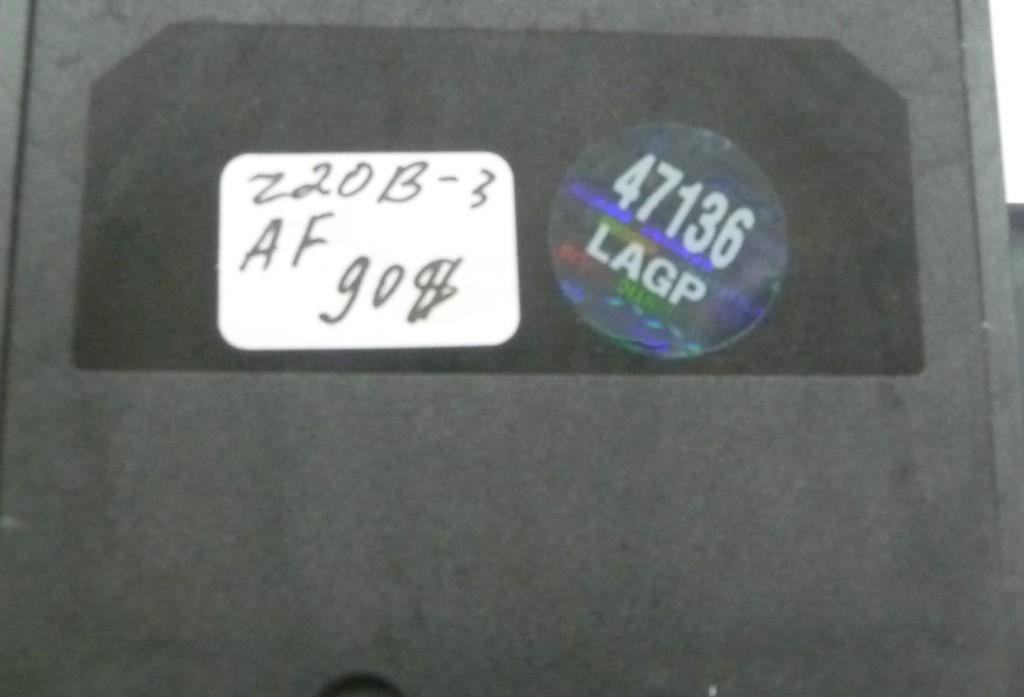 z20B-3
AF
90$
47136
LAGP